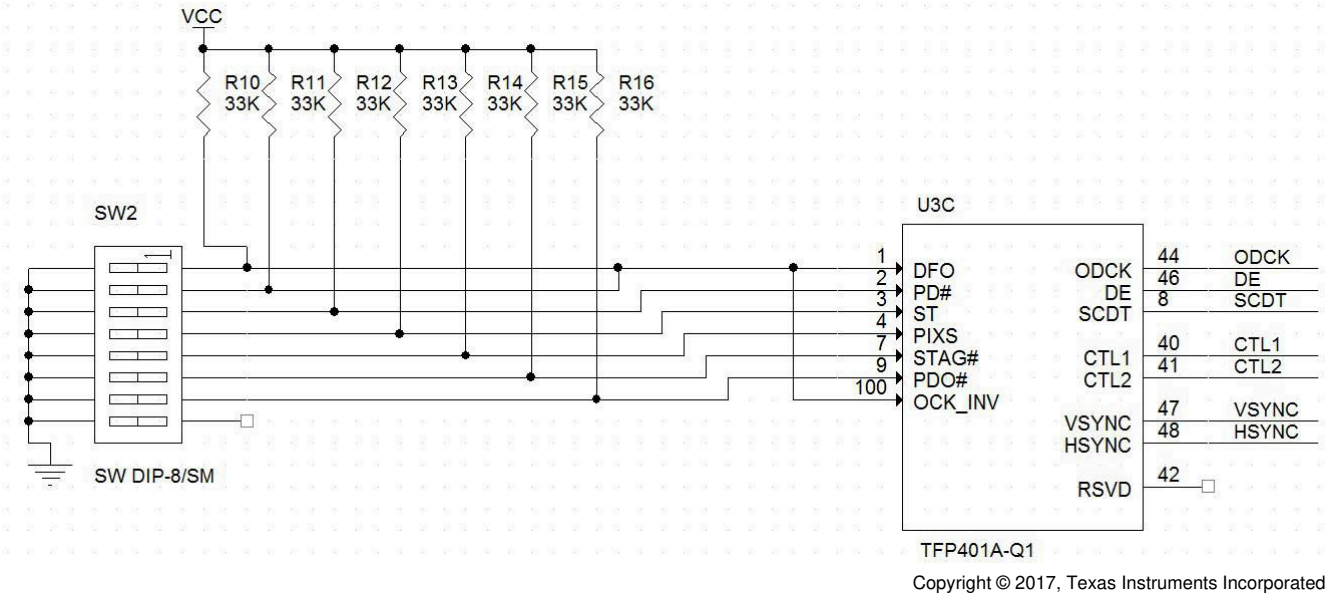 VCC
R10 R11 R12 R13 R14 R15 R16
33K 33K 33K 33K 33K 33K 33K
SW2
SW DIP-8/SM
U3C
1 DFO
2 PD#
3 ST
4 PIXS
7 STAG#
9 PDO#
100 OCK_INV
ODCK 44 ODCK
DE 46 DE
SCDT 8 SCDT
CTL1 40 CTL1
CTL2 41 CTL2
VSYNC 47 VSYNC
HSYNC 48 HSYNC
RSVD 42
TFP401A-Q1
Copyright © 2017, Texas Instruments Incorporated